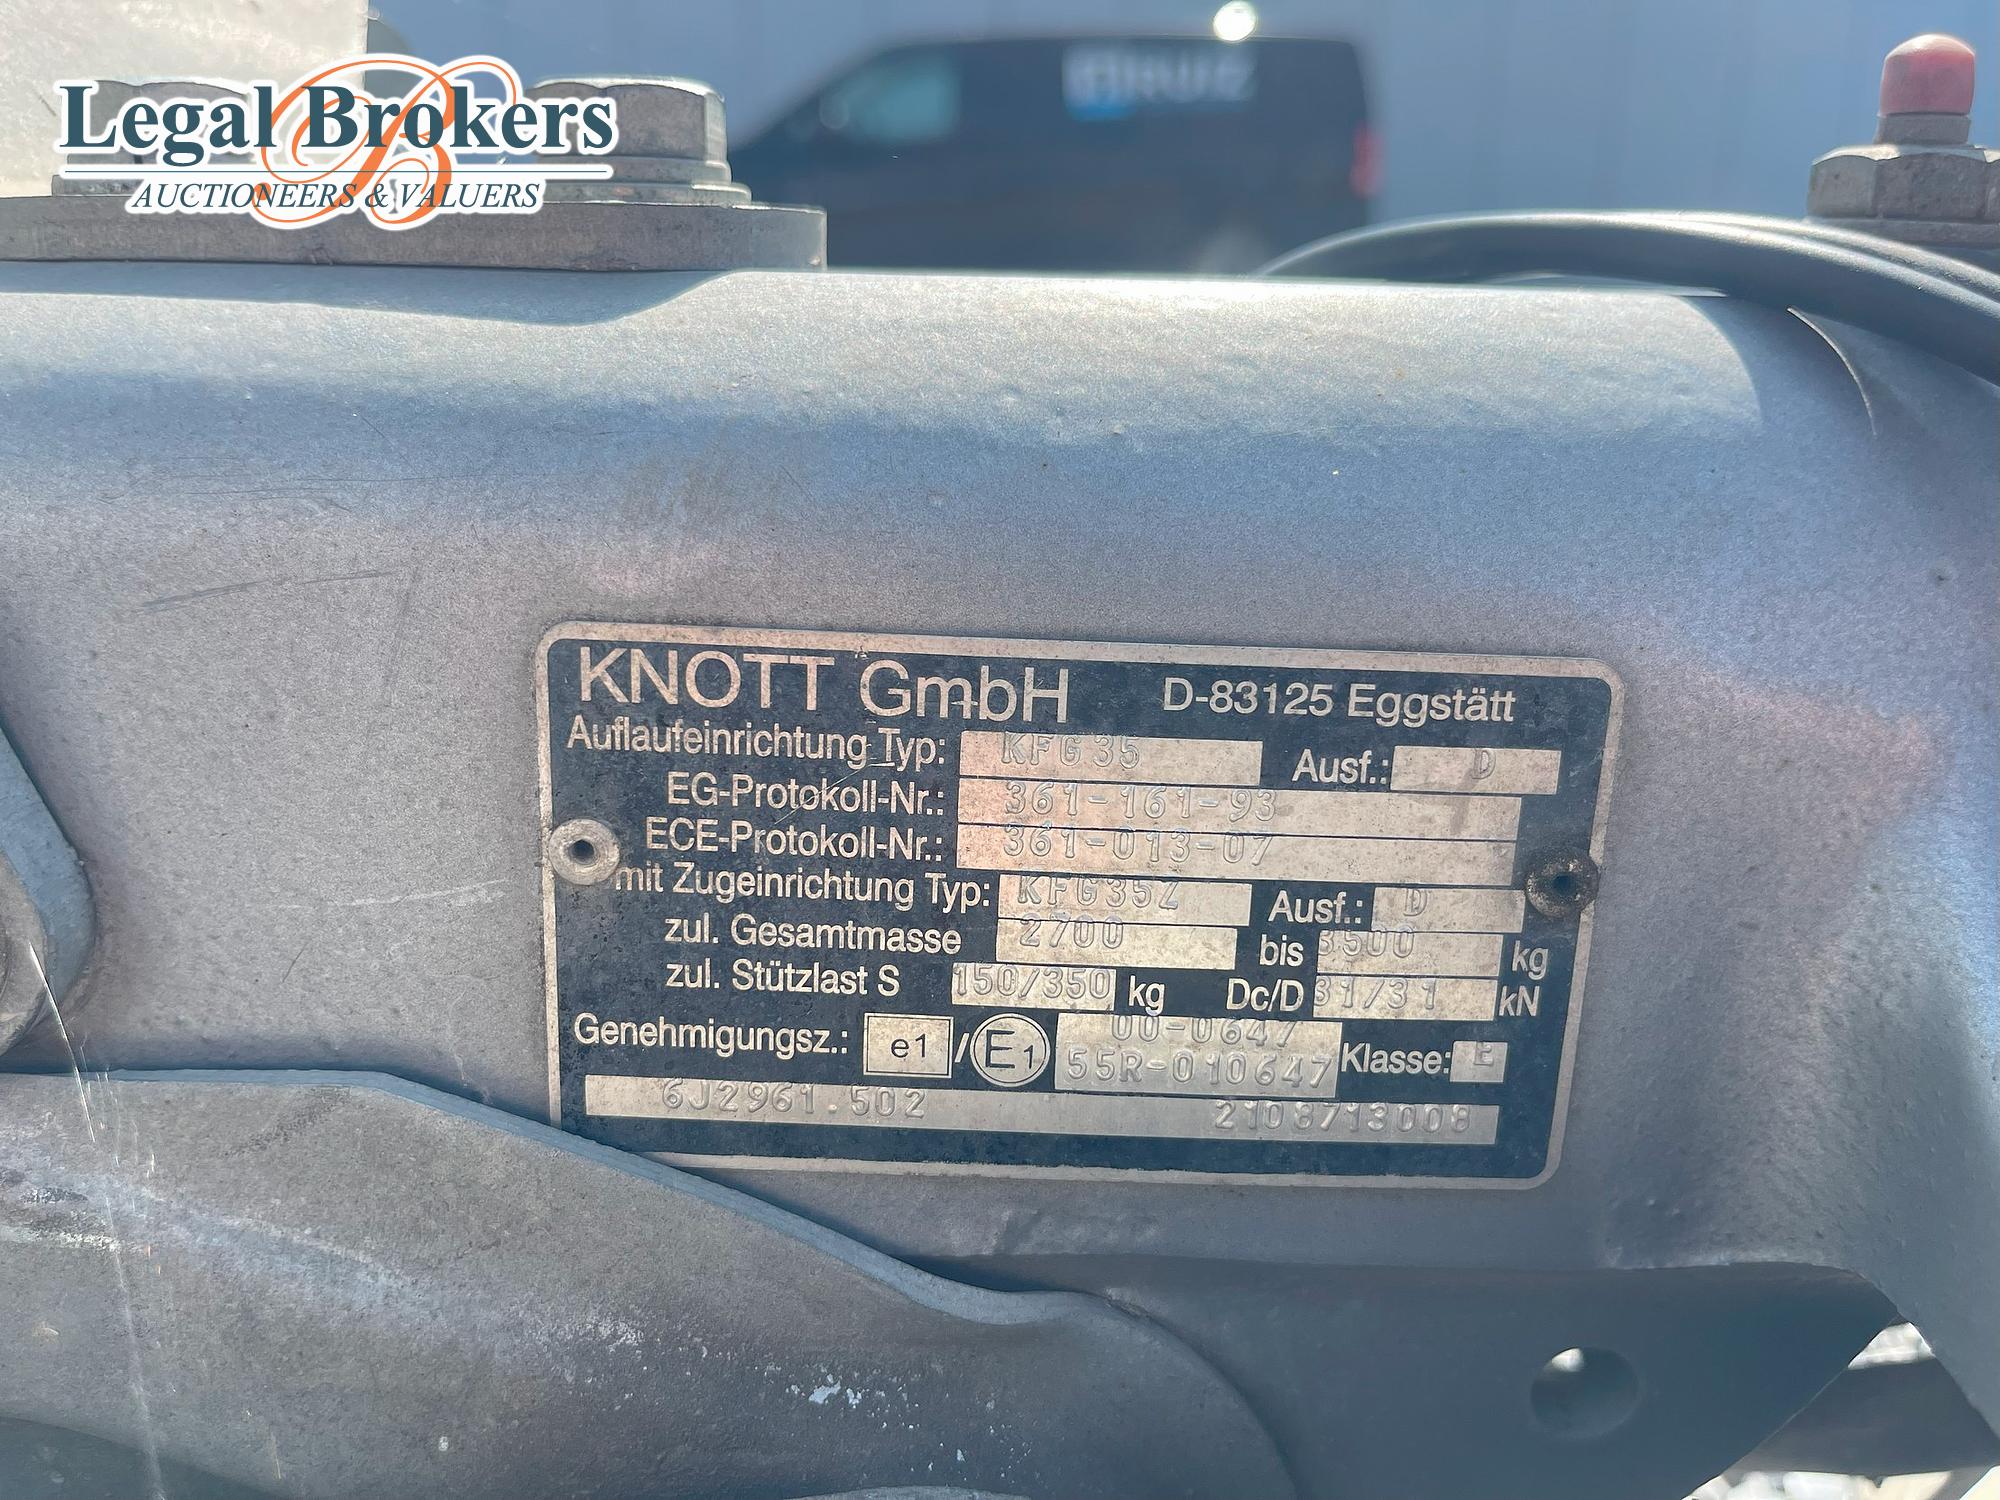 Legal Brokers
AUCTIONEERS & VALUERS
KNOTT GmbH D-83125 Eggstätt
Auflaufeinrichtung Typ: KFG35 Ausf.: D
EG-Protokoll-Nr.: 361-161-93
ECE-Protokoll-Nr.: 361-013-07
mit Zugeinrichtung Typ: KFG35Z Ausf.: D
zul. Gesamtmasse 2700 bis 3500 kg
zul. Stützlast S 150/350 kg Dc/D 31/31 kN
Genehmigungsz.: e1 / E1 00-0647
55R-010647 Klasse: E
6J2961.502 2108713008